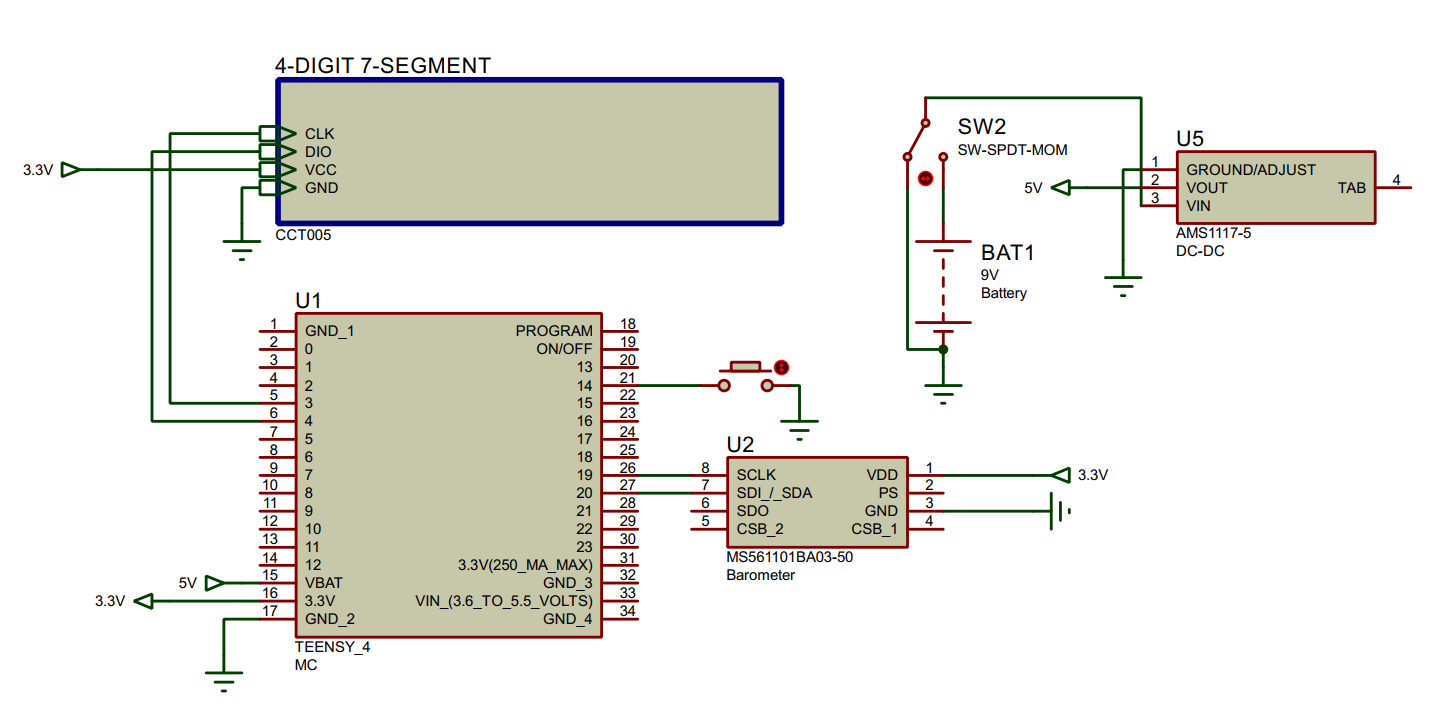 4-DIGIT 7-SEGMENT
3.3V
CLK
DIO
VCC
GND
CCT005
SW2
SW-SPDT-MOM
BAT1
9V
Battery
U5
5V
1 GROUND/ADJUST
2 VOUT TAB 4
3 VIN
AMS1117-5
DC-DC
U1
1 GND_1 PROGRAM 18
2 0 ON/OFF 19
3 1 13 20
4 2 14 21
5 3 15 22
6 4 16 23
7 5 17 24
8 6 18 25
9 7 19 26
10 8 20 27
11 9 21 28
12 10 22 29
13 11 23 30
14 12 3.3V(250_MA_MAX) 31
5V 15 VBAT GND_3 32
3.3V 16 3.3V VIN_(3.6_TO_5.5_VOLTS) 33
17 GND_2 GND_4 34
TEENSY_4
MC
U2
8 SCLK VDD 1 3.3V
7 SDI_/_SDA PS 2
6 SDO GND 3
5 CSB_2 CSB_1 4
MS561101BA03-50
Barometer